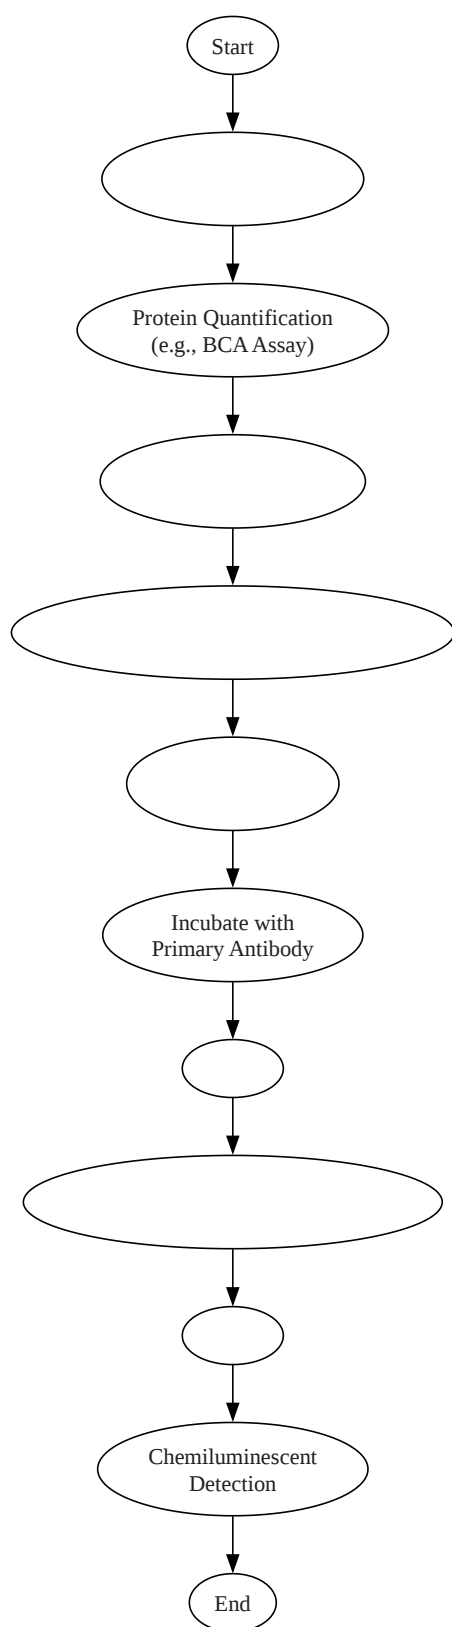 Start
Protein Quantification
(e.g., BCA Assay)
Incubate with
Primary Antibody
Chemiluminescent
Detection
End